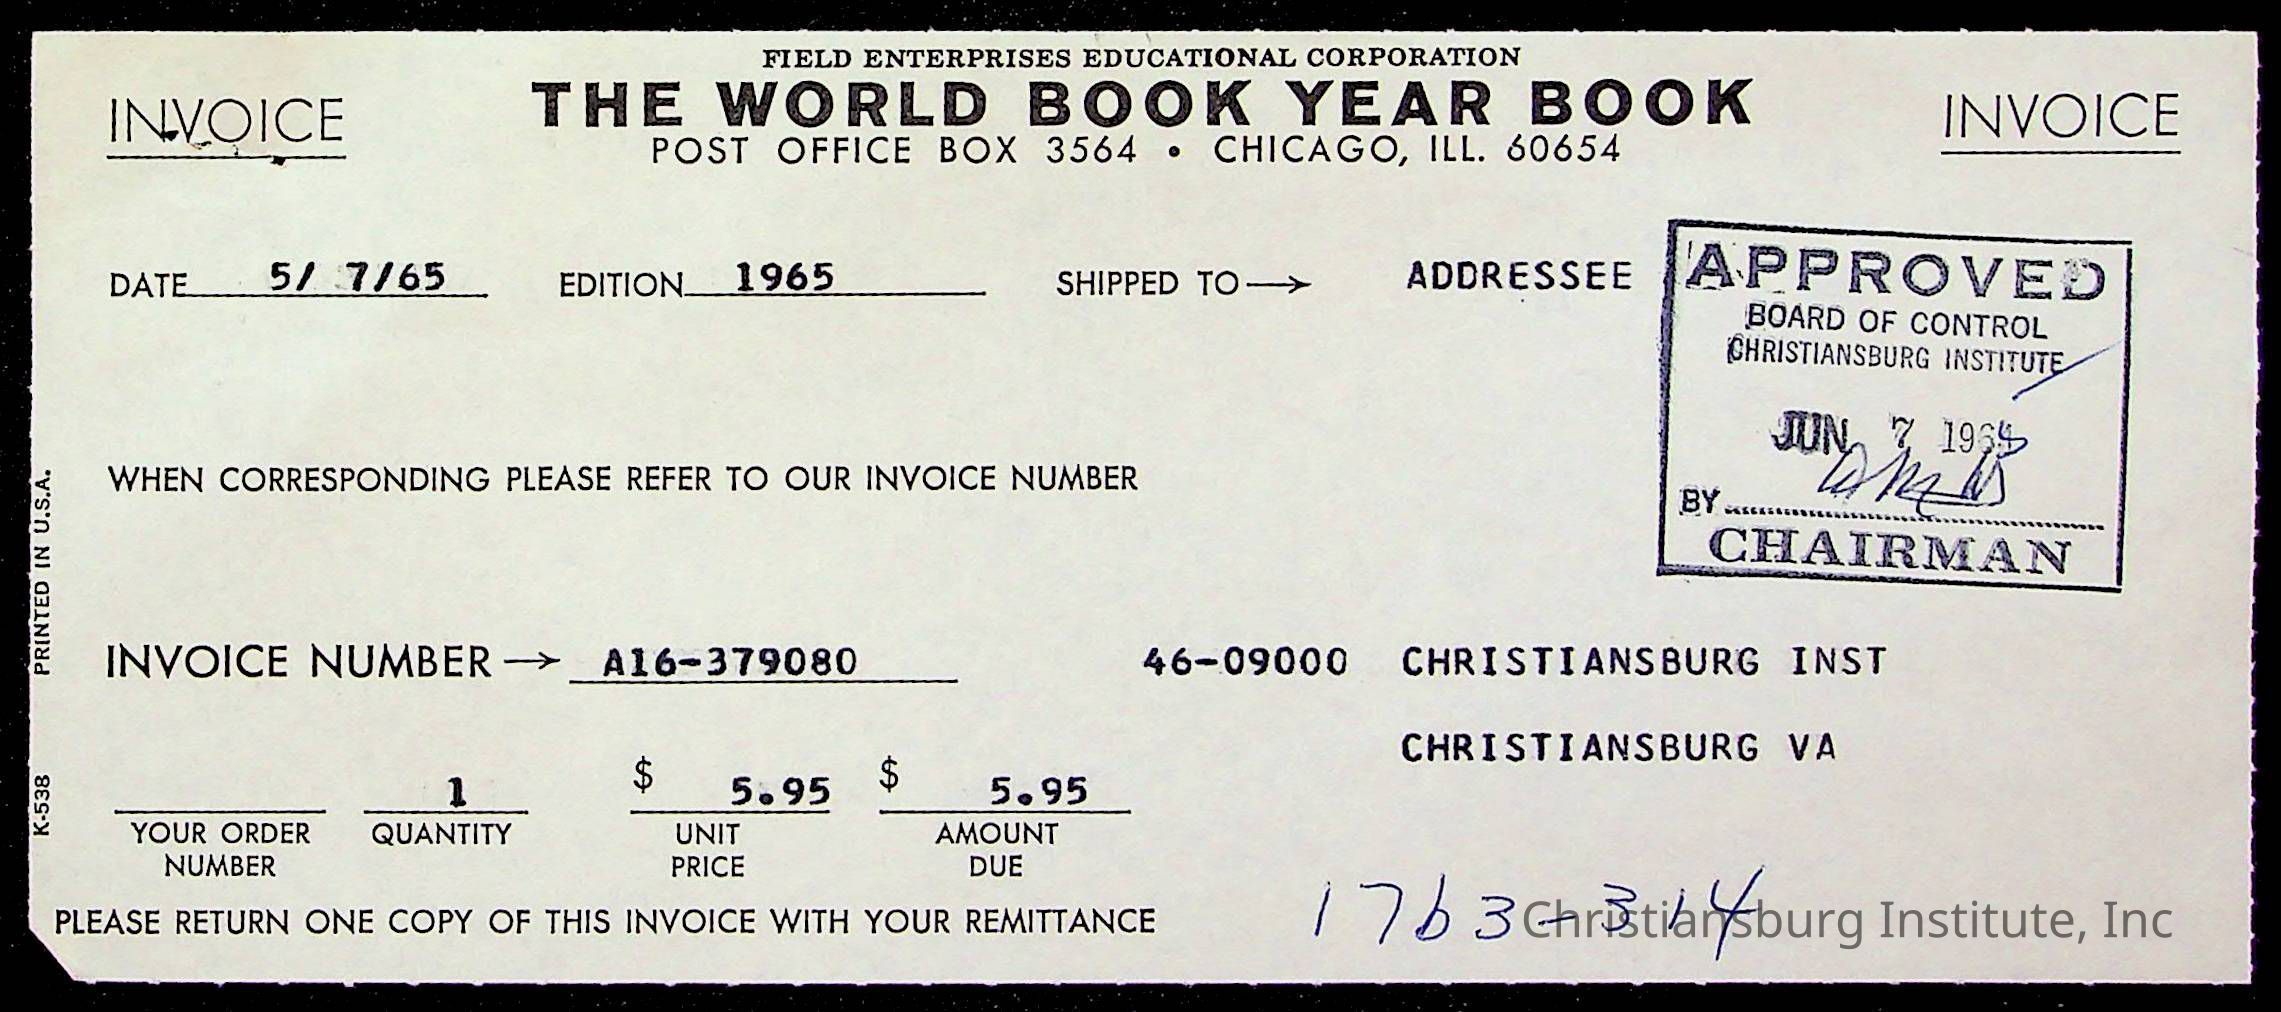 FIELD ENTERPRISES EDUCATIONAL CORPORATION
INVOICE THE WORLD BOOK YEAR BOOK INVOICE
POST OFFICE BOX 3564 • CHICAGO, ILL. 60654
DATE 5/ 7/65 EDITION 1965 SHIPPED TO → ADDRESSEE
APPROVED
BOARD OF CONTROL
CHRISTIANSBURG INSTITUTE
JUN 7 196
BY
CHAIRMAN
WHEN CORRESPONDING PLEASE REFER TO OUR INVOICE NUMBER
INVOICE NUMBER → A16-379080 46-09000 CHRISTIANSBURG INST
CHRISTIANSBURG VA
1 $ 5.95 $ 5.95
YOUR ORDER NUMBER QUANTITY UNIT PRICE AMOUNT DUE
PLEASE RETURN ONE COPY OF THIS INVOICE WITH YOUR REMITTANCE
1763-314
Christiansburg Institute, Inc
PRINTED IN U.S.A.
K-538